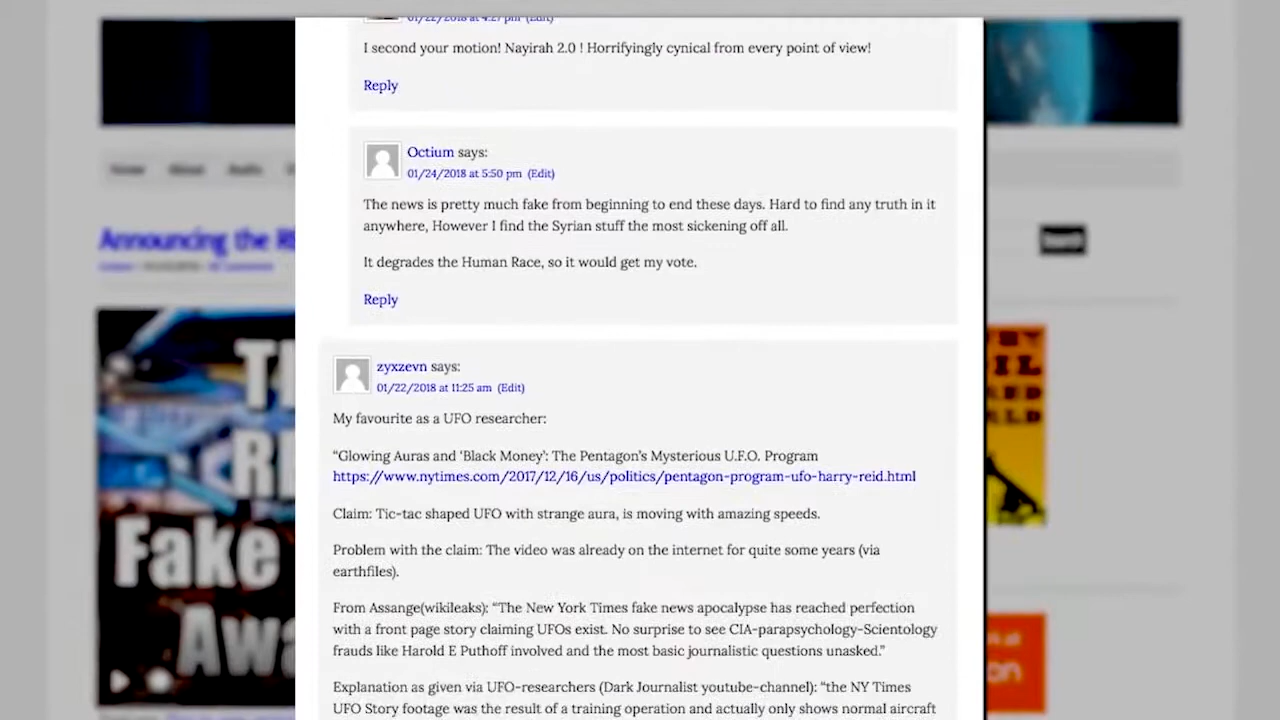 01/22/2018 at 4:27 pm (Edit)
I second your motion! Nayirah 2.0 ! Horrifyingly cynical from every point of view!
Reply
Octium says:
01/24/2018 at 5:50 pm (Edit)
The news is pretty much fake from beginning to end these days. Hard to find any truth in it
anywhere, However I find the Syrian stuff the most sickening off all.
It degrades the Human Race, so it would get my vote.
Reply
zyxzevn says:
01/22/2018 at 11:25 am (Edit)
My favourite as a UFO researcher:
“Glowing Auras and ‘Black Money’: The Pentagon’s Mysterious U.F.O. Program
https://www.nytimes.com/2017/12/16/us/politics/pentagon-program-ufo-harry-reid.html
Claim: Tic-tac shaped UFO with strange aura, is moving with amazing speeds.
Problem with the claim: The video was already on the internet for quite some years (via
earthfiles).
From Assange(wikileaks): “The New York Times fake news apocalypse has reached perfection
with a front page story claiming UFOs exist. No surprise to see CIA-parapsychology-Scientology
frauds like Harold E Puthoff involved and the most basic journalistic questions unasked.”
Explanation as given via UFO-researchers (Dark Journalist youtube-channel): “the NY Times
UFO Story footage was the result of a training operation and actually only shows normal aircraft
Home
About
Announcing the
Fake
Search